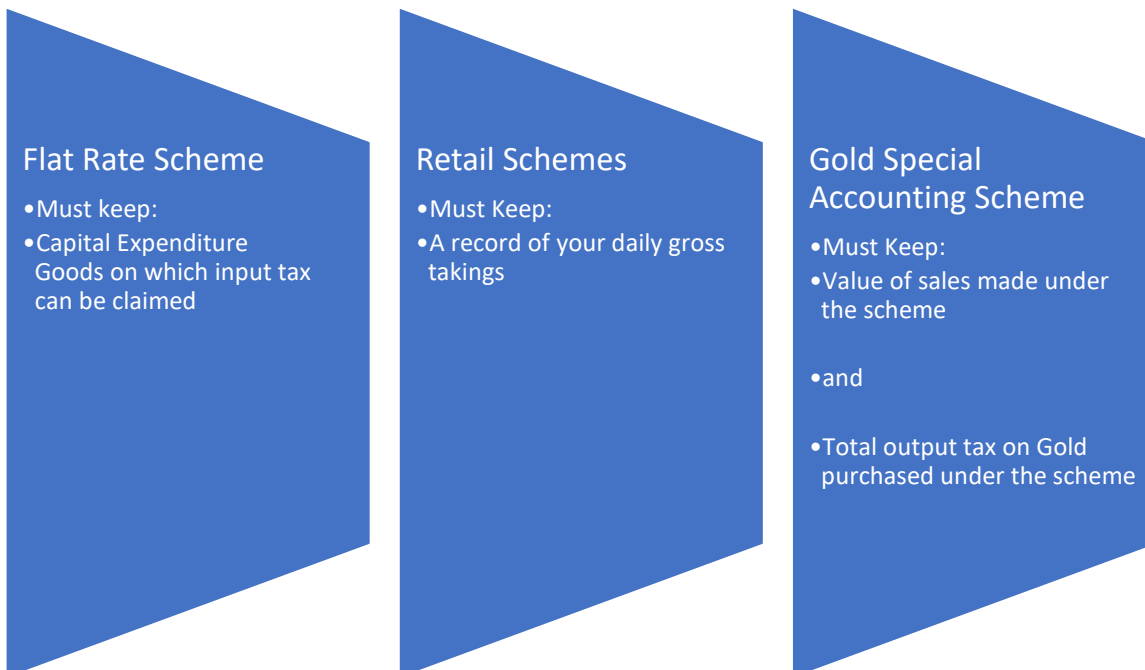 Flat Rate Scheme
•Must keep:
•Capital Expenditure
Goods on which input tax
can be claimed
Retail Schemes
•Must Keep:
•A record of your daily gross
takings
Gold Special
Accounting Scheme
•Must Keep:
•Value of sales made under
the scheme
•and
•Total output tax on Gold
purchased under the scheme